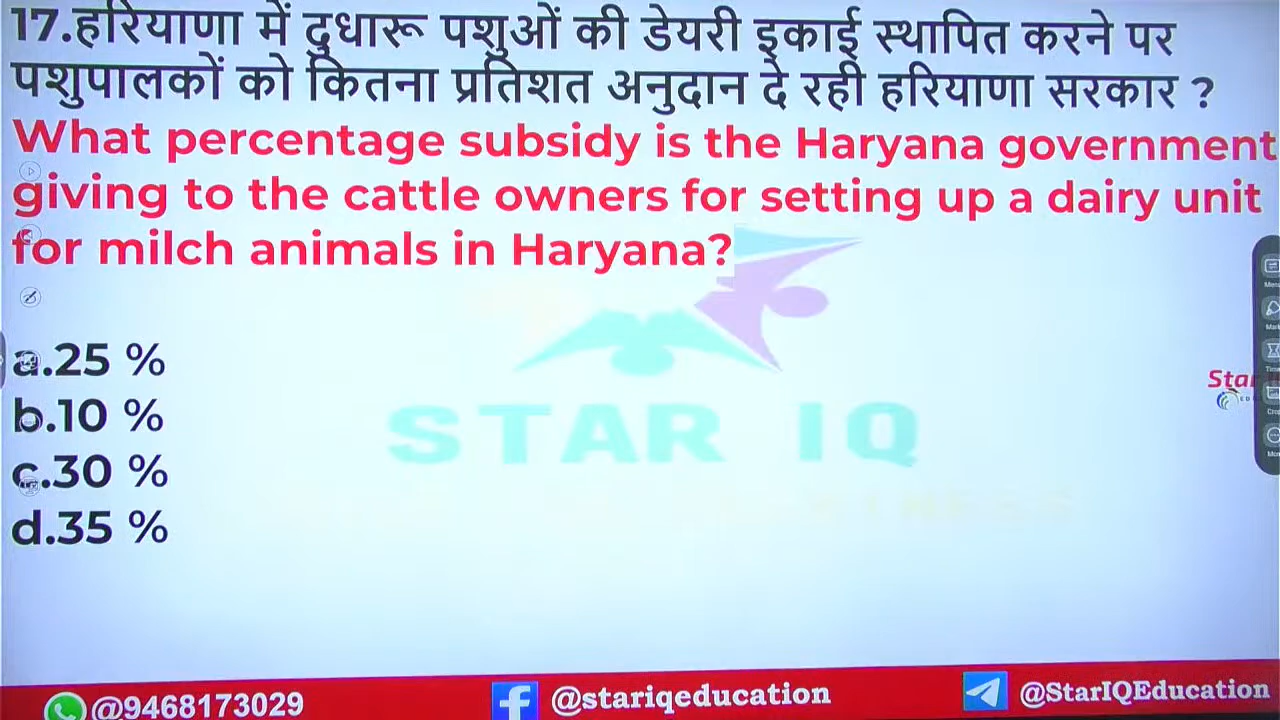 17.हरियाणा में दुधारू पशुओं की डेयरी इकाई स्थापित करने पर
पशुपालकों को कितना प्रतिशत अनुदान दे रही हरियाणा सरकार ?
What percentage subsidy is the Haryana government
giving to the cattle owners for setting up a dairy unit
for milch animals in Haryana?
a.25 %
b.10 %
c.30 %
d.35 %
STAR IQ
Star
@9468173029
@stariqeducation
@StarIQEducation